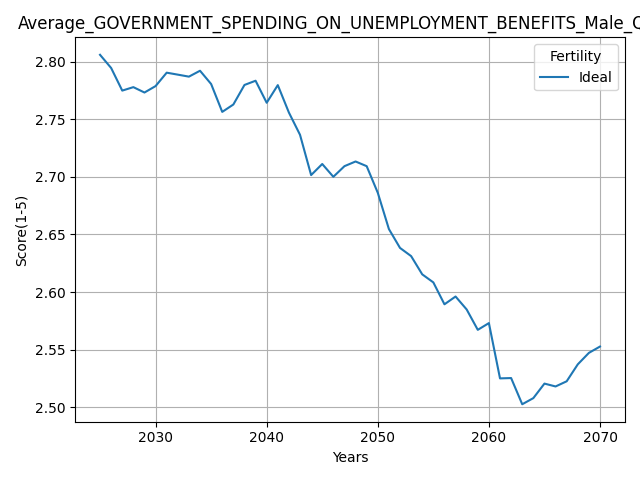 Average_GOVERNMENT_SPENDING_ON_UNEMPLOYMENT_BENEFITS_Male_
Fertility
Ideal
2.80
2.75
2.70
2.65
2.60
2.55
2.50
Score(1-5)
2030 2040 2050 2060 2070
Years